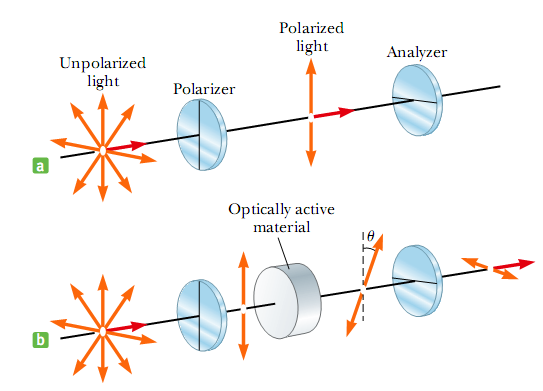 Unpolarized
light
Polarizer
Polarized
light
Analyzer
a
Optically active
material
θ
b